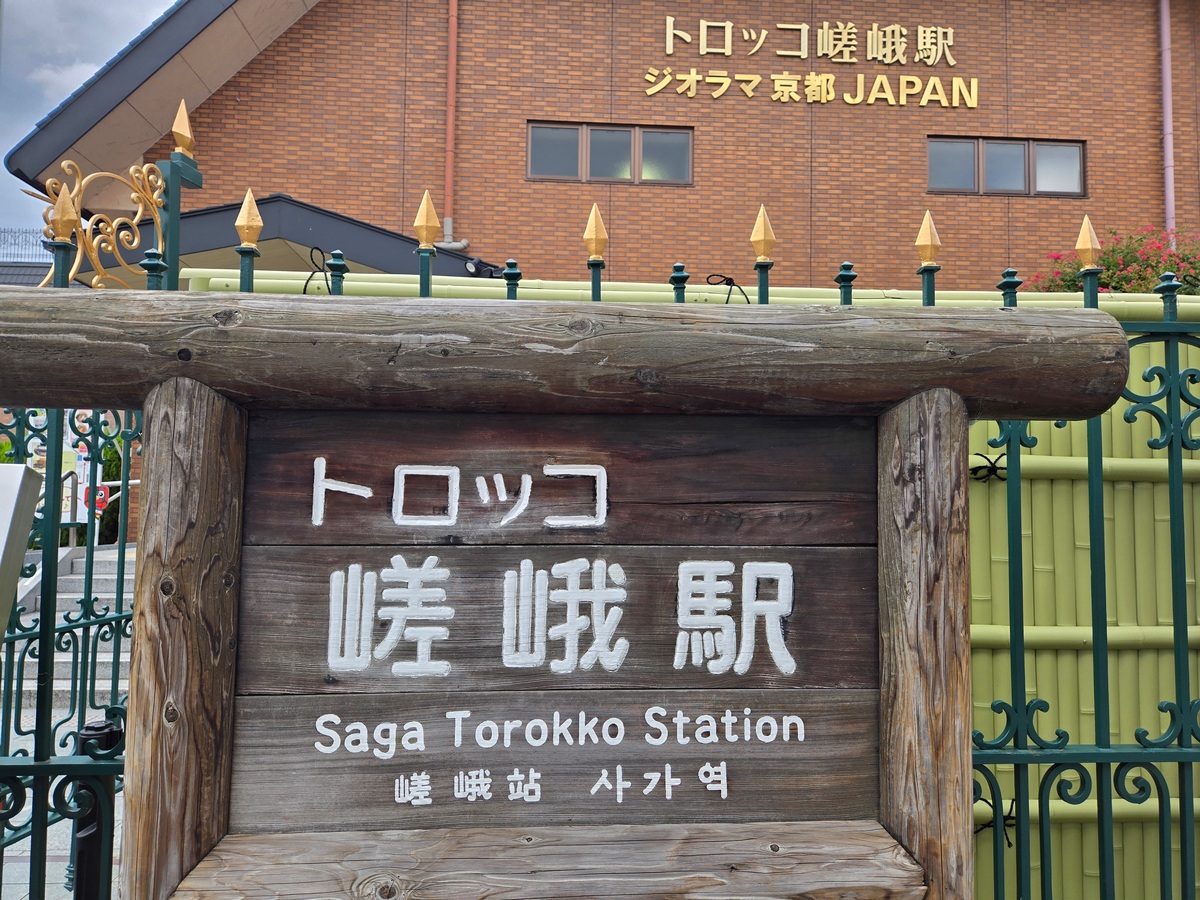 トロッコ嵯峨駅
ジオラマ京都JAPAN
トロッコ
嵯峨駅
Saga Torokko Station
嵯峨站 사가역